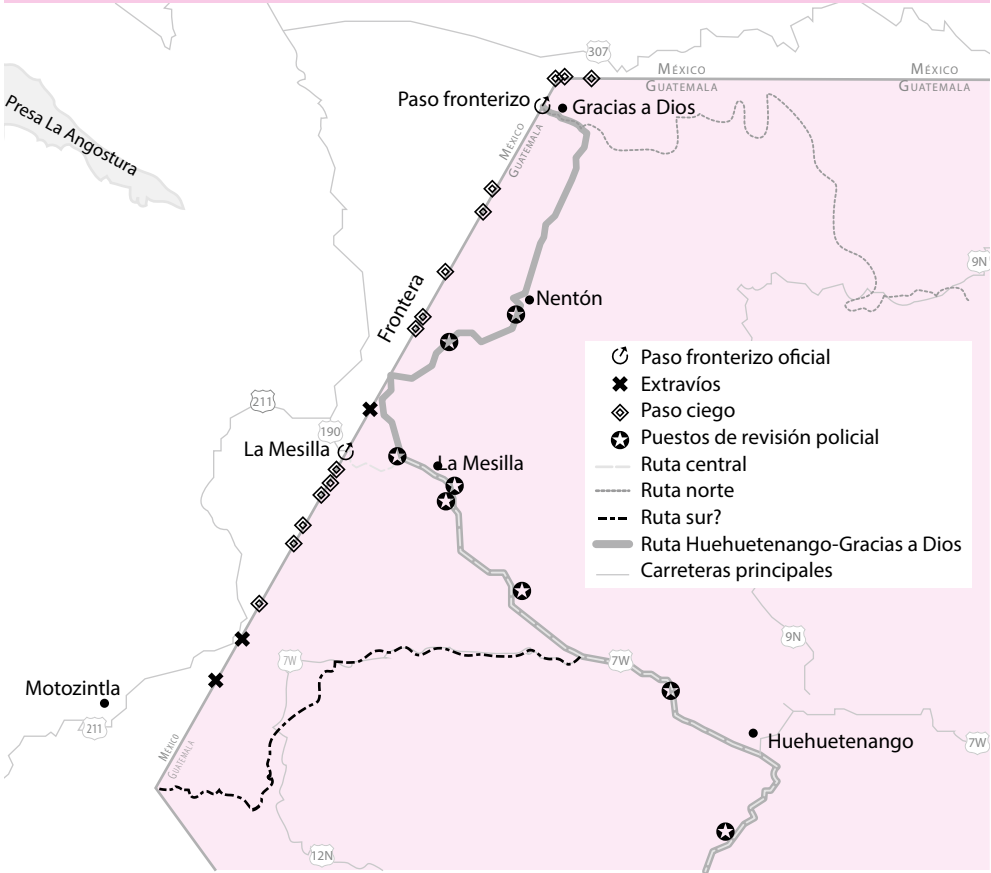 307
MÉXICO
GUATEMALA
MÉXICO
GUATEMALA
Paso fronterizo
Gracias a Dios
Presa La Angostura
MÉXICO
GUATEMALA
9N
Frontera
Nentón
Paso fronterizo oficial
Extravíos
Paso ciego
Puestos de revisión policial
Ruta central
Ruta norte
Ruta sur?
Ruta Huehuetenango-Gracias a Dios
Carreteras principales
211
190
La Mesilla
La Mesilla
9N
7W
7W
Motozintla
211
MÉXICO
GUATEMALA
Huehuetenango
7W
12N